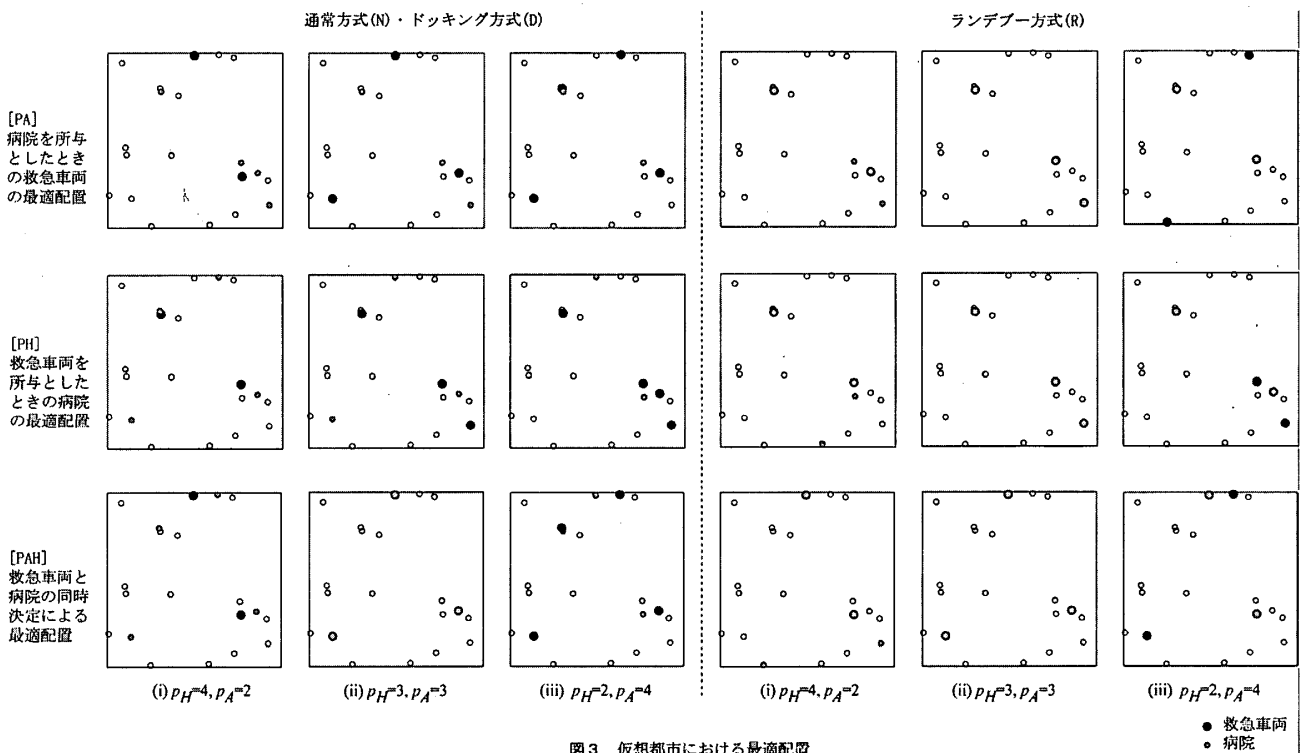 通常方式(N)・ドッキング方式(D)
ランデブー方式(R)
[PA]
病院を所与
としたとき
の救急車両
の最適配置
[PH]
救急車両を
所与とした
ときの病院
の最適配置
[PAH]
救急車両と
病院の同時
決定による
最適配置
(i) pH=4, pA=2
(ii) pH=3, pA=3
(iii) pH=2, pA=4
(i) pH=4, pA=2
(ii) pH=3, pA=3
(iii) pH=2, pA=4
● 救急車両
○ 病院
図3 仮想都市における最適配置